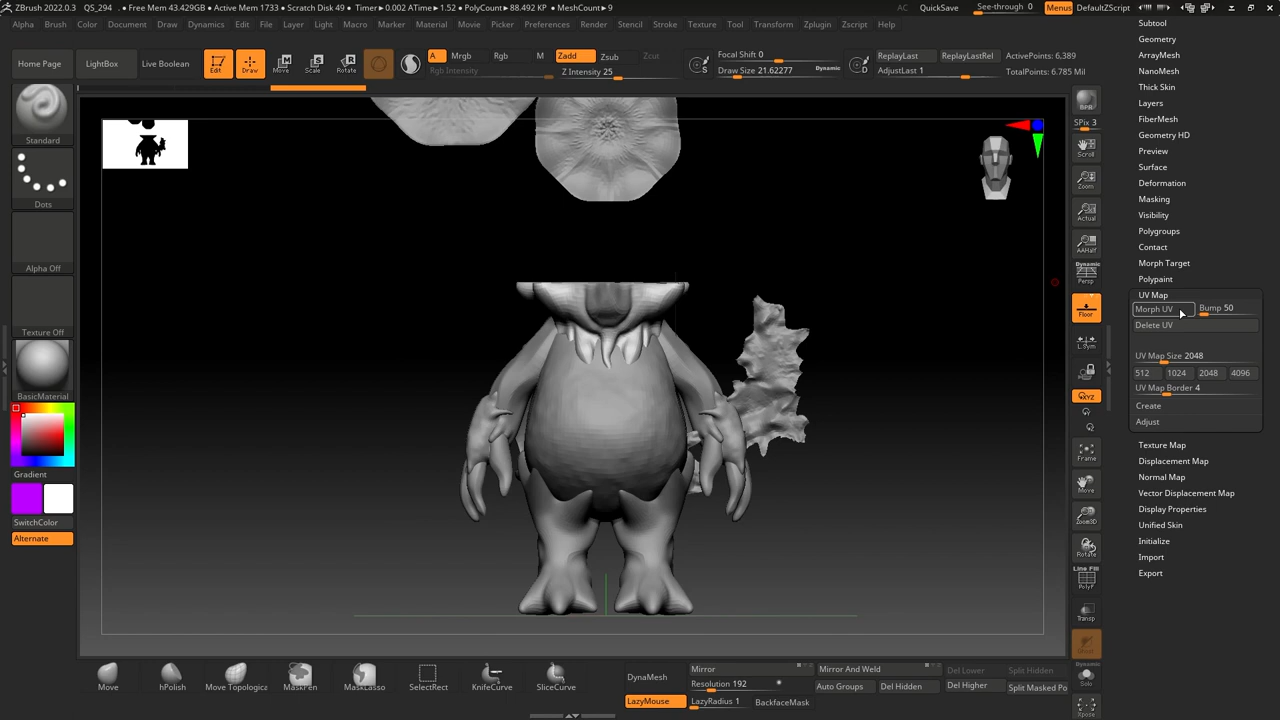 ZBrush 2022.0.3 QS_294 • Free Mem 43.429GB • Active Mem 1733 • Scratch Disk 49 • Timer▸0.002 ATime▸1.52 • PolyCount▸88.492 KP • MeshCount▸9 AC QuickSave See-through 0 Menus DefaultZScript
Alpha Brush Color Document Draw Dynamics Edit File Layer Light Macro Marker Material Movie Picker Preferences Render Stencil Stroke Texture Tool Transform Zplugin Zscript Help
Home Page LightBox Live Boolean Edit Draw Move Scale Rotate
A Mrgb Rgb M Zadd Zsub Zcut
Rgb Intensity Z Intensity 25
Focal Shift 0
Draw Size 21.62277 Dynamic
S D
ReplayLast ReplayLastRel ActivePoints: 6,389
AdjustLast 1 TotalPoints: 6.785 Mil
Standard
Dots
Alpha Off
Texture Off
BasicMaterial
Gradient
SwitchColor
Alternate
BPR
SPix 3
Scroll
Zoom
Actual
AAHalf
Dynamic
Persp
Floor
L.Sym
XYZ
Frame
Move
Zoom3D
Rotate
Line Fill
PolyF
Transp
Ghost
Dynamic
Solo
Xpose
Subtool
Geometry
ArrayMesh
NanoMesh
Thick Skin
Layers
FiberMesh
Geometry HD
Preview
Surface
Deformation
Masking
Visibility
Polygroups
Contact
Morph Target
Polypaint
UV Map
Morph UV Bump 50
Delete UV
UV Map Size 2048
512 1024 2048 4096
UV Map Border 4
Create
Adjust
Texture Map
Displacement Map
Normal Map
Vector Displacement Map
Display Properties
Unified Skin
Initialize
Import
Export
Move hPolish Move Topologica MaskPen MaskLasso SelectRect KnifeCurve SliceCurve
DynaMesh Mirror Mirror And Weld Del Lower Split Hidden
Resolution 192 Auto Groups Del Hidden Del Higher Split Masked Po
LazyMouse LazyRadius 1 BackfaceMask